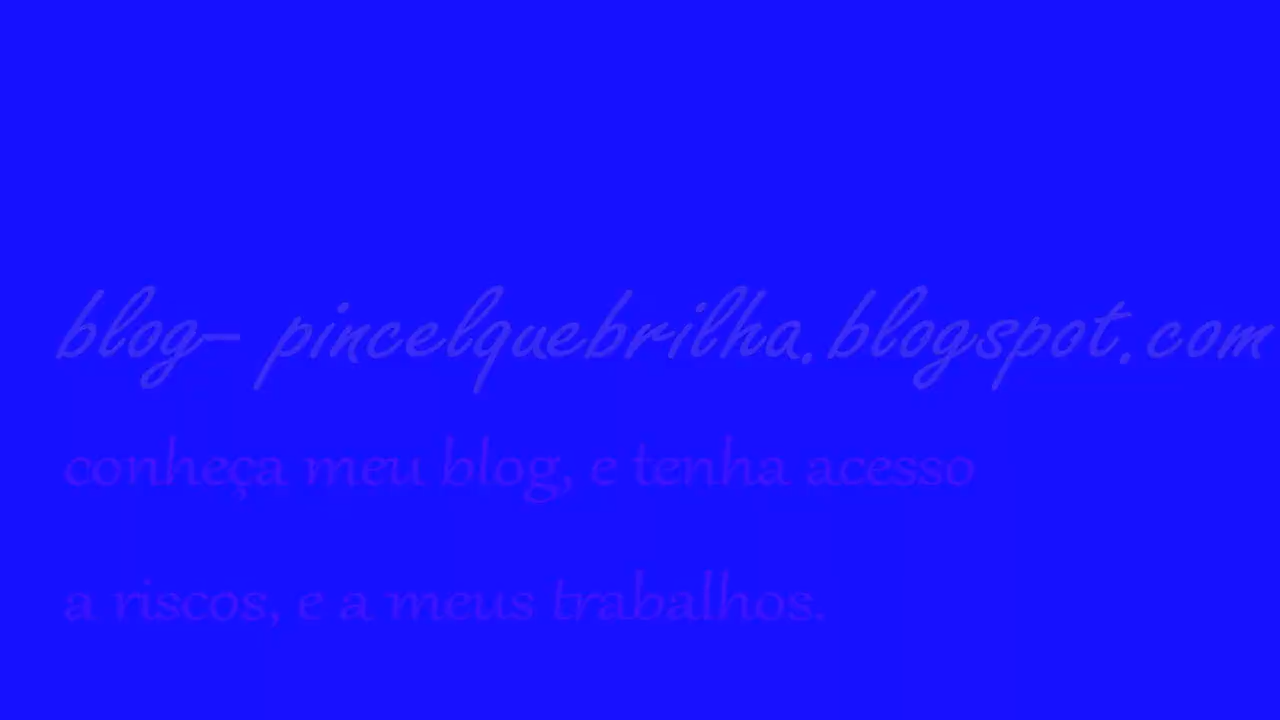 blog- pincelquebrilha.blogspot.com
conheça meu blog, e tenha acesso
a riscos, e a meus trabalhos.